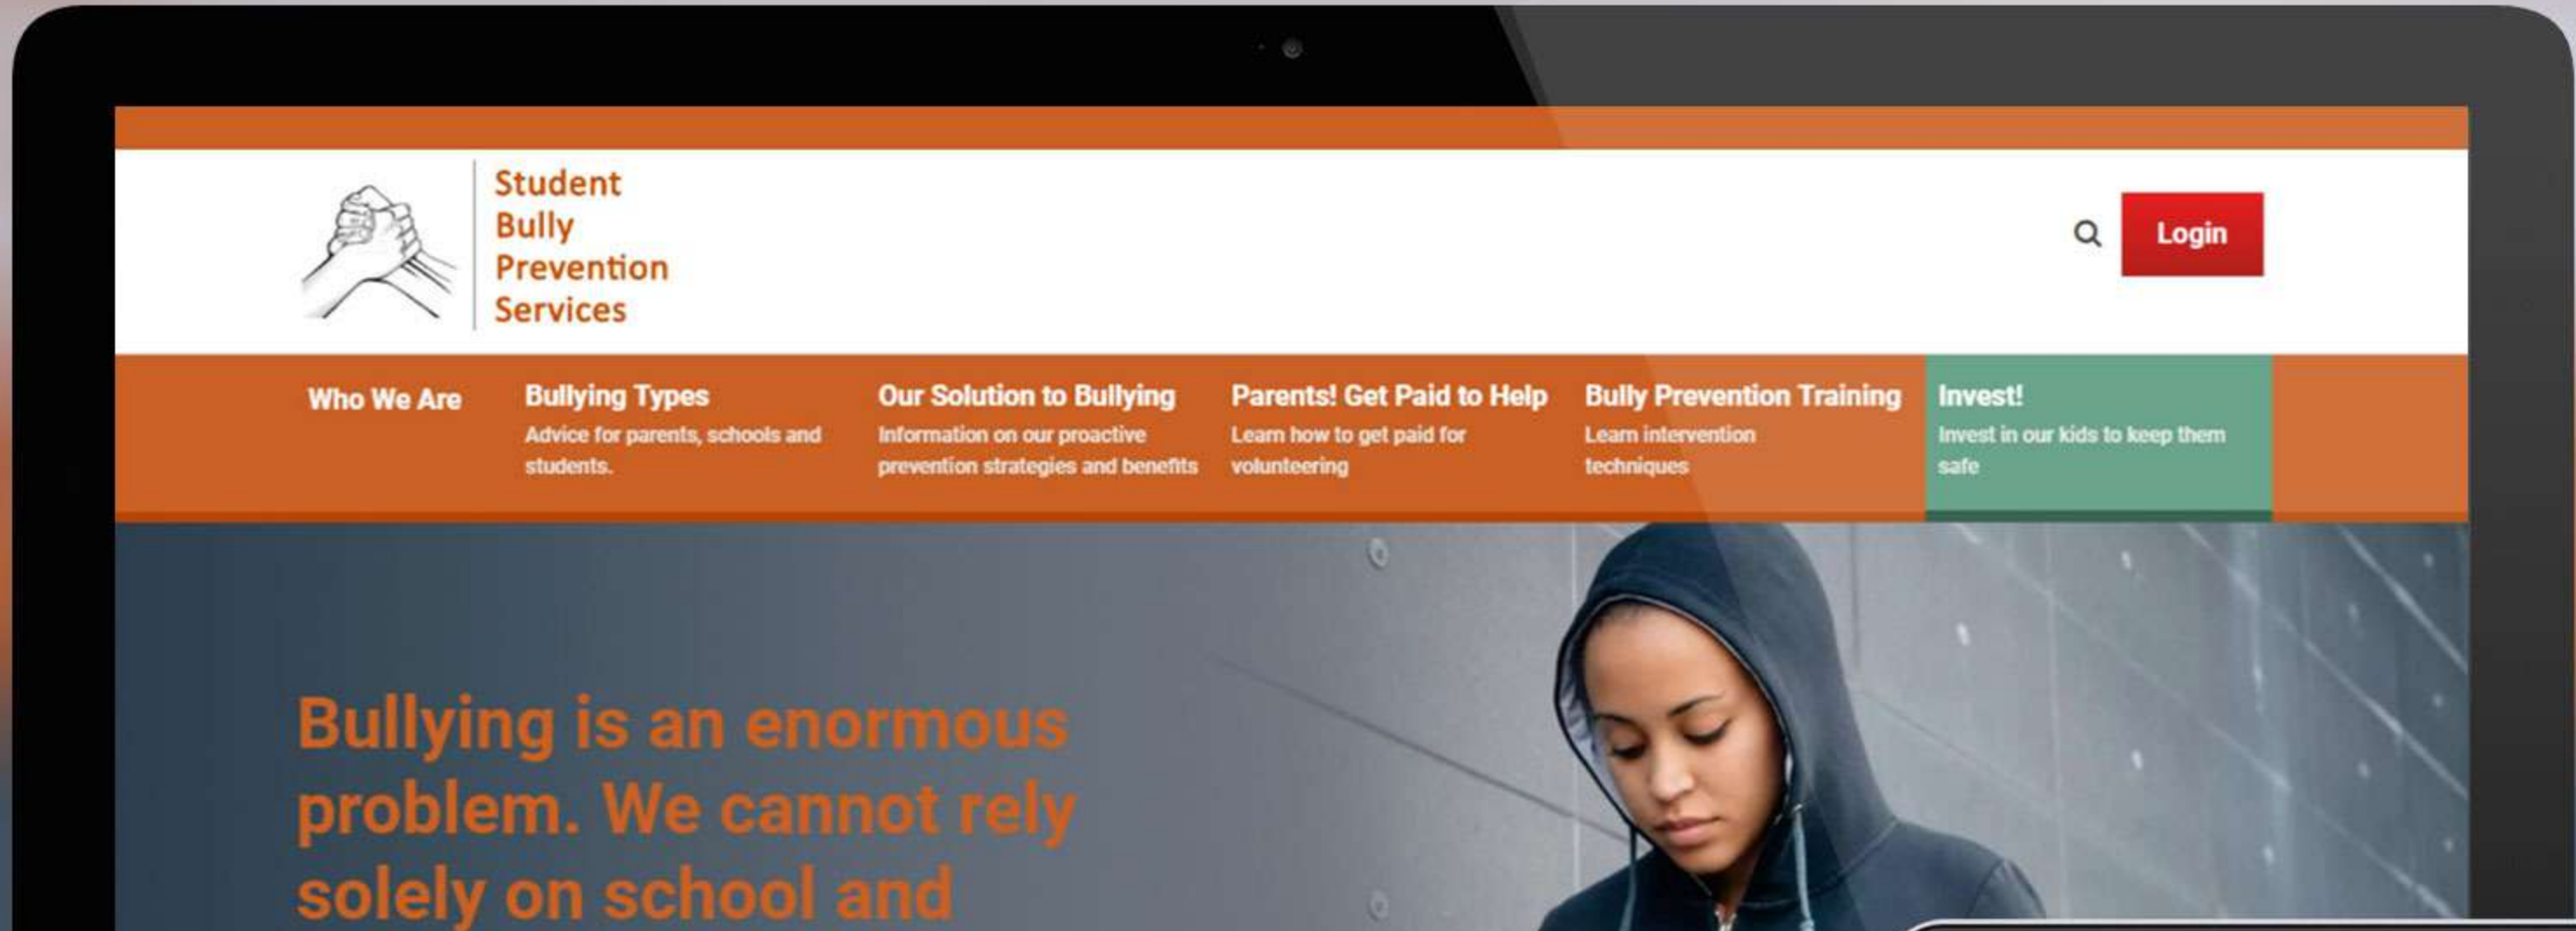 Student
Bully
Prevention
Services
Login
Who We Are
Bullying Types
Advice for parents, schools and
students.
Our Solution to Bullying
Information on our proactive
prevention strategies and benefits
Parents! Get Paid to Help
Learn how to get paid for
volunteering
Bully Prevention Training
Learn intervention
techniques
Invest!
Invest in our kids to keep them
safe
Bullying is an enormous
problem. We cannot rely
solely on school and